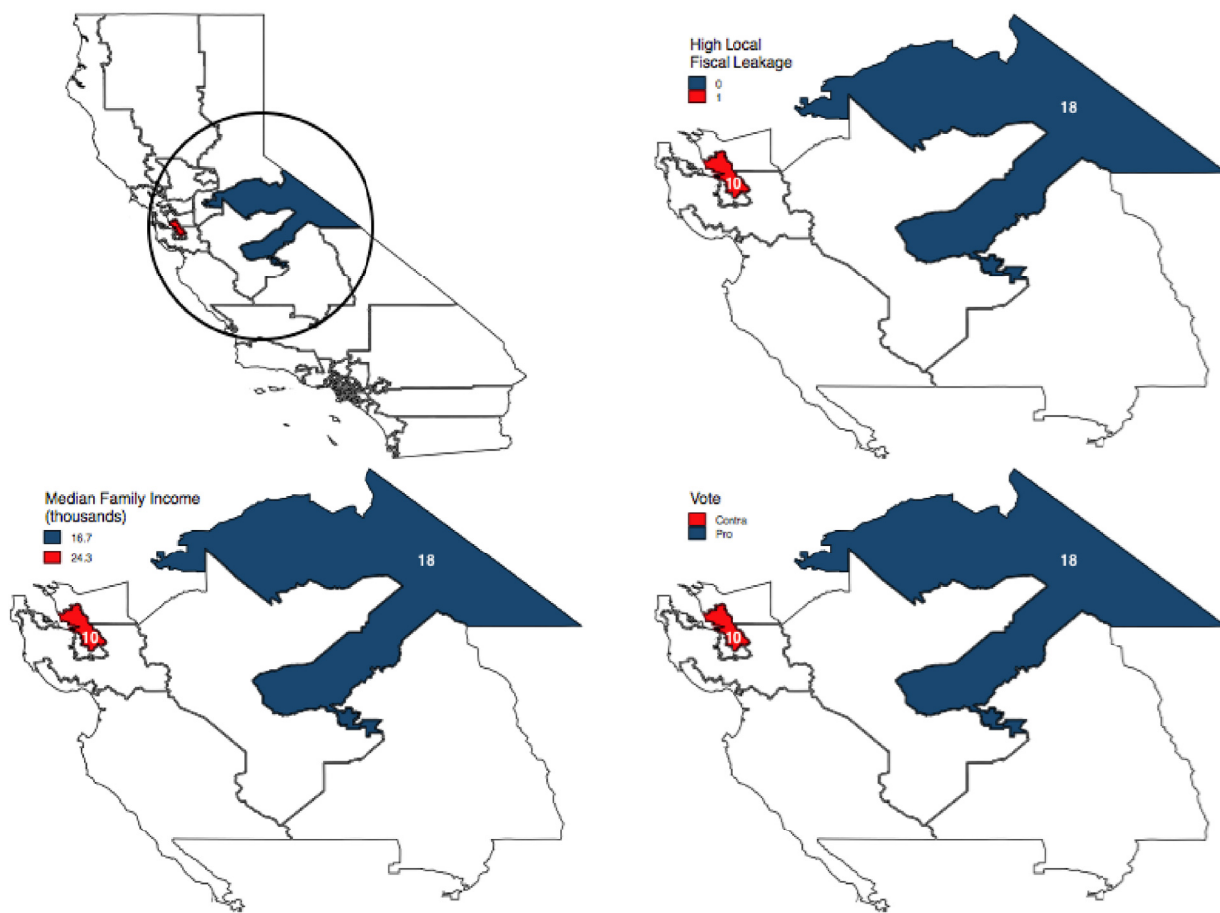 High Local
Fiscal Leakage
0
1
18
10
Median Family Income
(thousands)
16.7
24.3
18
10
Vote
Contra
Pro
18
10